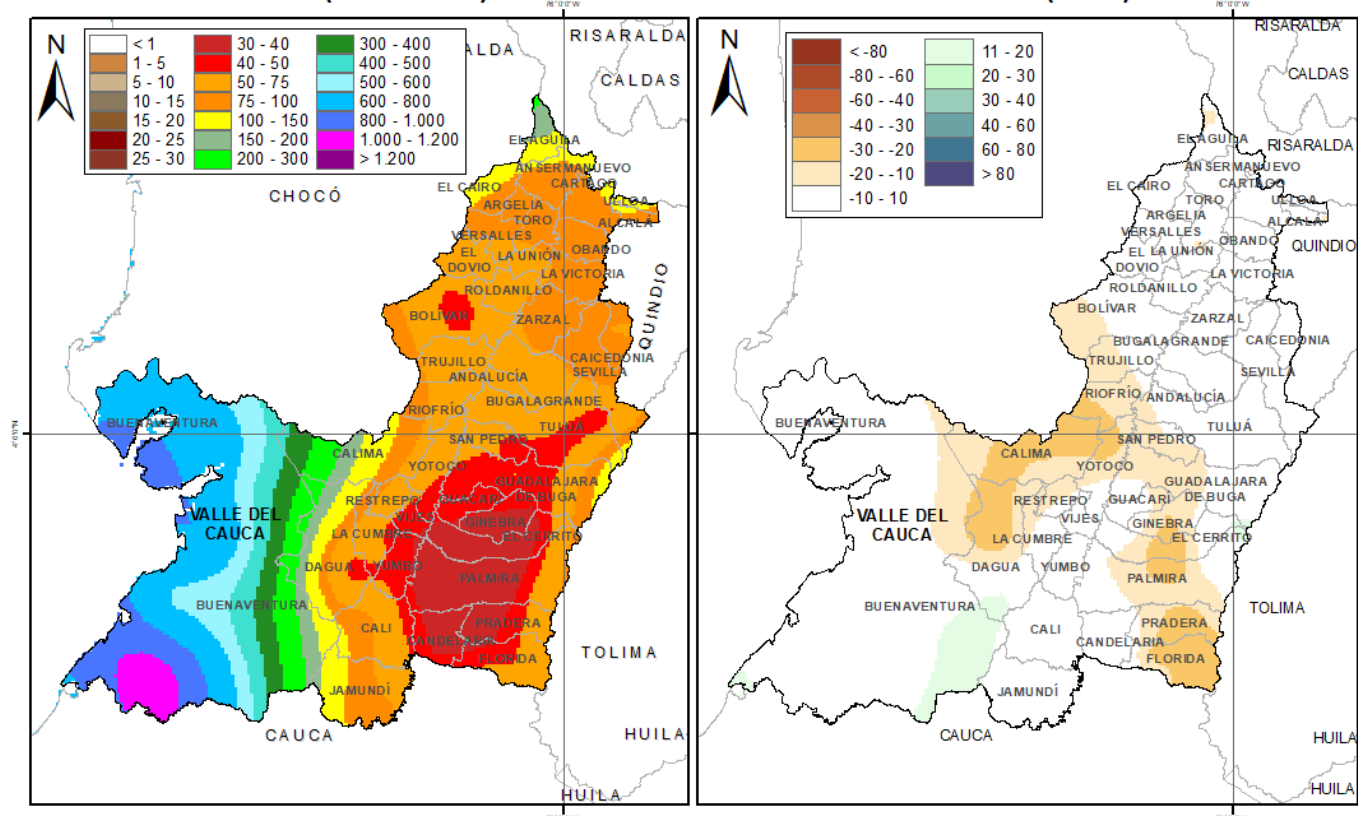 N
< 1
1 - 5
5 - 10
10 - 15
15 - 20
20 - 25
25 - 30
30 - 40
40 - 50
50 - 75
75 - 100
100 - 150
150 - 200
200 - 300
300 - 400
400 - 500
500 - 600
600 - 800
800 - 1.000
1.000 - 1.200
> 1.200
RISARALDA
CALDAS
CHOCÓ
EL AGUILA
ANSERMANUEVO
CARTAGO
EL CAIRO
ULLOA
ARGELIA
TORO
ALCALÁ
VERSALLES
EL
DOVIO
LA UNIÓN
OBANDO
LA VICTORIA
QUINDIO
ROLDANILLO
BOLÍVAR
ZARZAL
TRUJILLO
CAICEDONIA
SEVILLA
ANDALUCÍA
RIOFRÍO
BUGALAGRANDE
BUENAVENTURA
TULUÁ
SAN PEDRO
CALIMA
YOTOCO
GUADALAJARA
DE BUGA
RESTREPO
GUACARÍ
VIJES
GINEBRA
VALLE DEL
CAUCA
LA CUMBRE
EL CERRITO
DAGUA
YUMBO
PALMIRA
BUENAVENTURA
CALI
PRADERA
CANDELARIA
FLORIDA
TOLIMA
JAMUNDÍ
CAUCA
HUILA
HUILA
4°0'0"N
N
< -80
-80 - -60
-60 - -40
-40 - -30
-30 - -20
-20 - -10
-10 - 10
11 - 20
20 - 30
30 - 40
40 - 60
60 - 80
> 80
RISARALDA
CALDAS
EL AGUILA
RISARALDA
ANSERMANUEVO
CARTAGO
EL CAIRO
TORO
ULLOA
ARGELIA
ALCALÁ
VERSALLES
OBANDO
QUINDIO
EL
LA UNIÓN
DOVIO
LA VICTORIA
ROLDANILLO
BOLÍVAR
ZARZAL
BUGALAGRANDE
CAICEDONIA
TRUJILLO
SEVILLA
RIOFRÍO
ANDALUCÍA
BUENAVENTURA
TULUÁ
SAN PEDRO
CALIMA
YOTOCO
GUADALAJARA
DE BUGA
RESTREPO
GUACARÍ
VIJES
GINEBRA
VALLE DEL
CAUCA
LA CUMBRE
EL CERRITO
DAGUA
YUMBO
PALMIRA
BUENAVENTURA
TOLIMA
CALI
PRADERA
CANDELARIA
FLORIDA
JAMUNDÍ
CAUCA
HUILA
HUILA